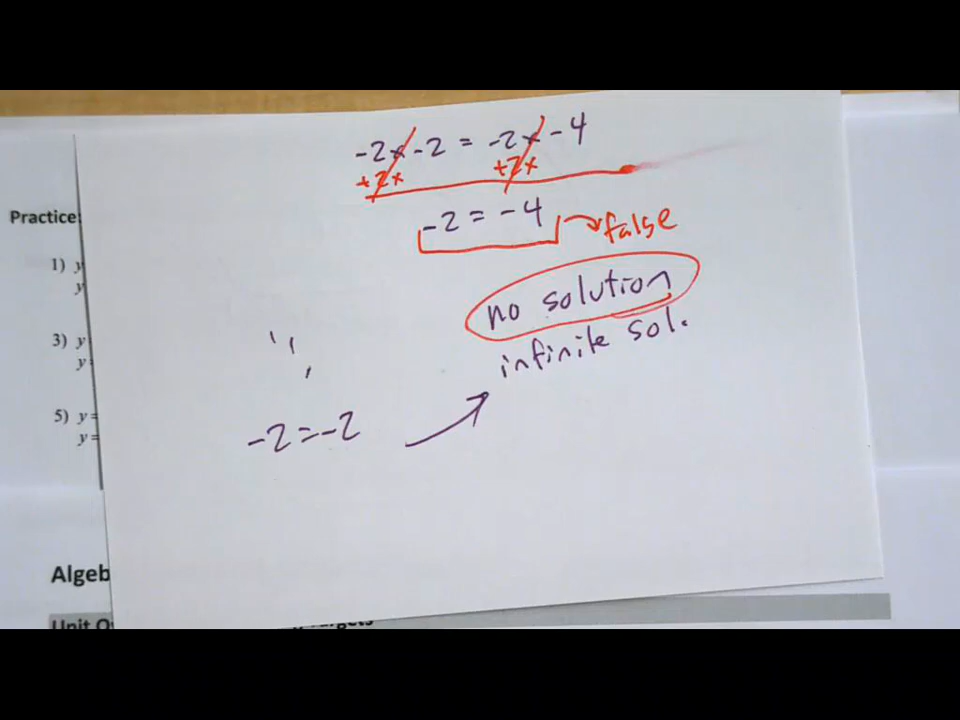 -2x-2 = -2x-4
+2x +2x
-2 = -4 → false
no solution
infinite sol.
-2=-2
Practice:
1) y
y
3) y
y
5) y=
y=
Algeb
Unit O